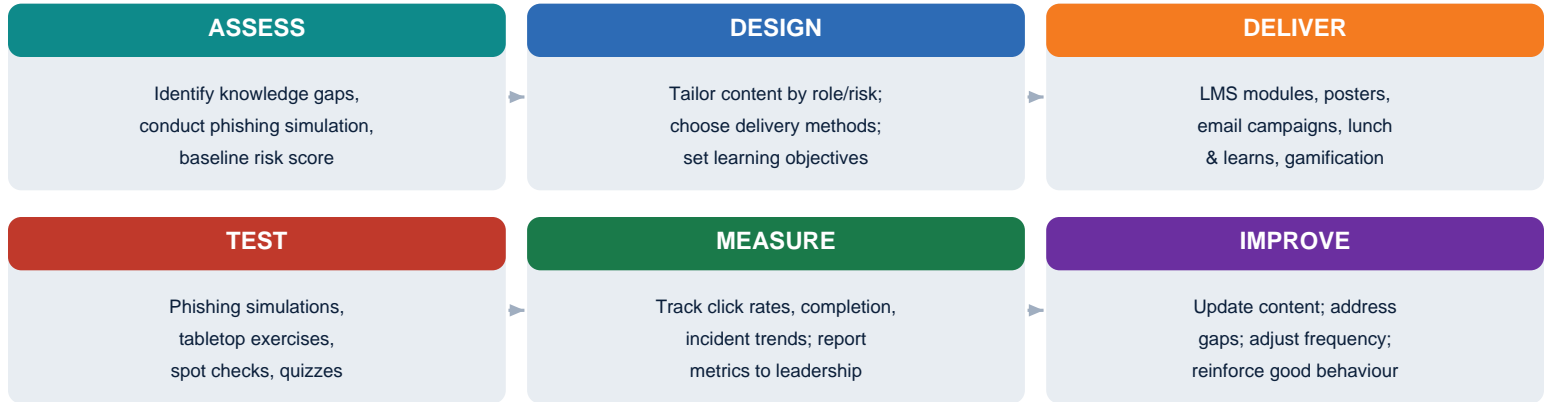 ASSESS
Identify knowledge gaps,
conduct phishing simulation,
baseline risk score
DESIGN
Tailor content by role/risk;
choose delivery methods;
set learning objectives
DELIVER
LMS modules, posters,
email campaigns, lunch
& learns, gamification
TEST
Phishing simulations,
tabletop exercises,
spot checks, quizzes
MEASURE
Track click rates, completion,
incident trends; report
metrics to leadership
IMPROVE
Update content; address
gaps; adjust frequency;
reinforce good behaviour